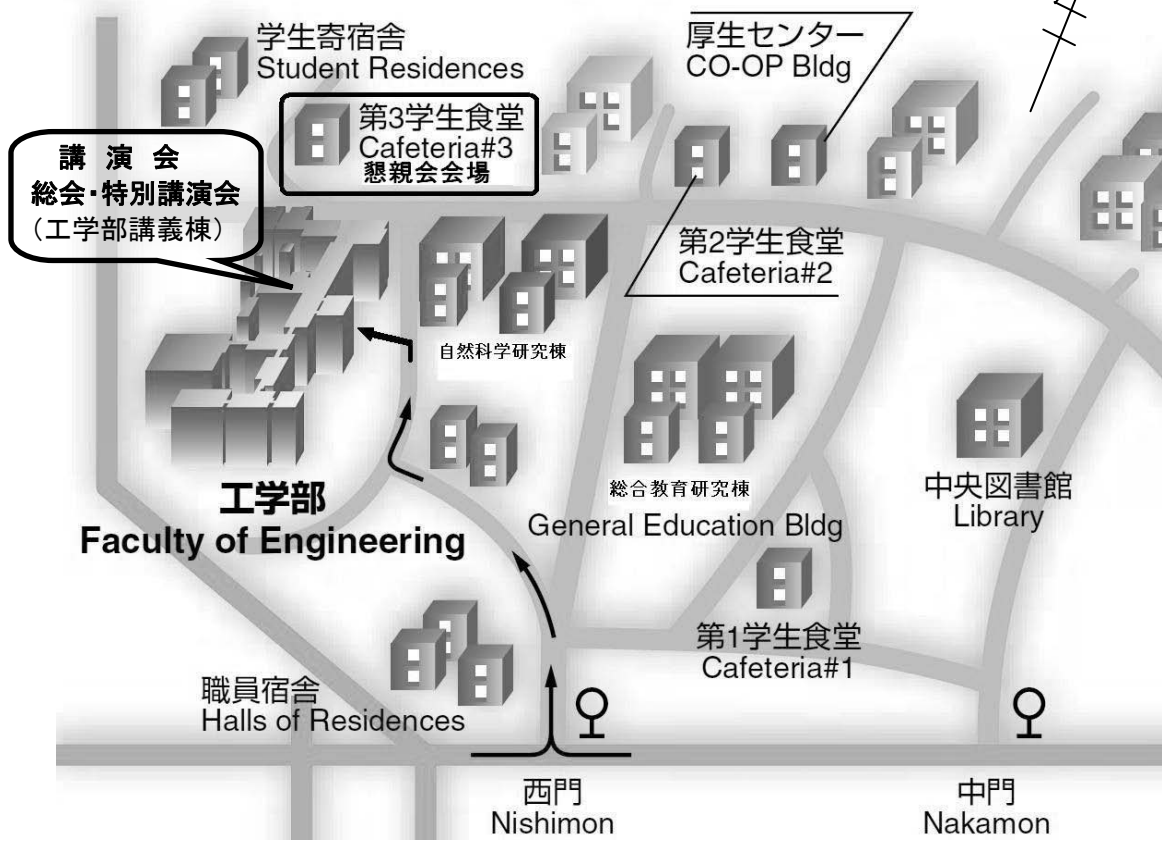 学生寄宿舎
Student Residences
厚生センター
CO-OP Bldg
第3学生食堂
Cafeteria#3
懇親会会場
講 演 会
総会・特別講演会
(工学部講義棟)
第2学生食堂
Cafeteria#2
自然科学研究棟
工学部
Faculty of Engineering
総合教育研究棟
General Education Bldg
中央図書館
Library
第1学生食堂
Cafeteria#1
職員宿舎
Halls of Residences
西門
Nishimon
中門
Nakamon